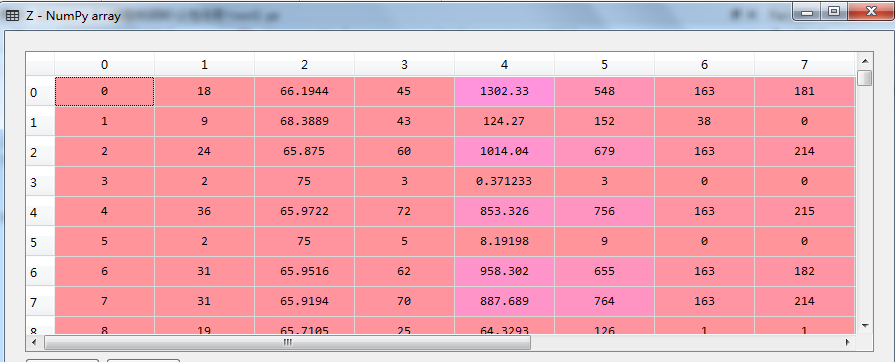 Z - NumPy array
0 1 2 3 4 5 6 7
0 0 18 66.1944 45 1302.33 548 163 181
1 1 9 68.3889 43 124.27 152 38 0
2 2 24 65.875 60 1014.04 679 163 214
3 3 2 75 3 0.371233 3 0 0
4 4 36 65.9722 72 853.326 756 163 215
5 5 2 75 5 8.19198 9 0 0
6 6 31 65.9516 62 958.302 655 163 182
7 7 31 65.9194 70 887.689 764 163 214
8 8 19 65.7105 25 64.3293 126 1 1